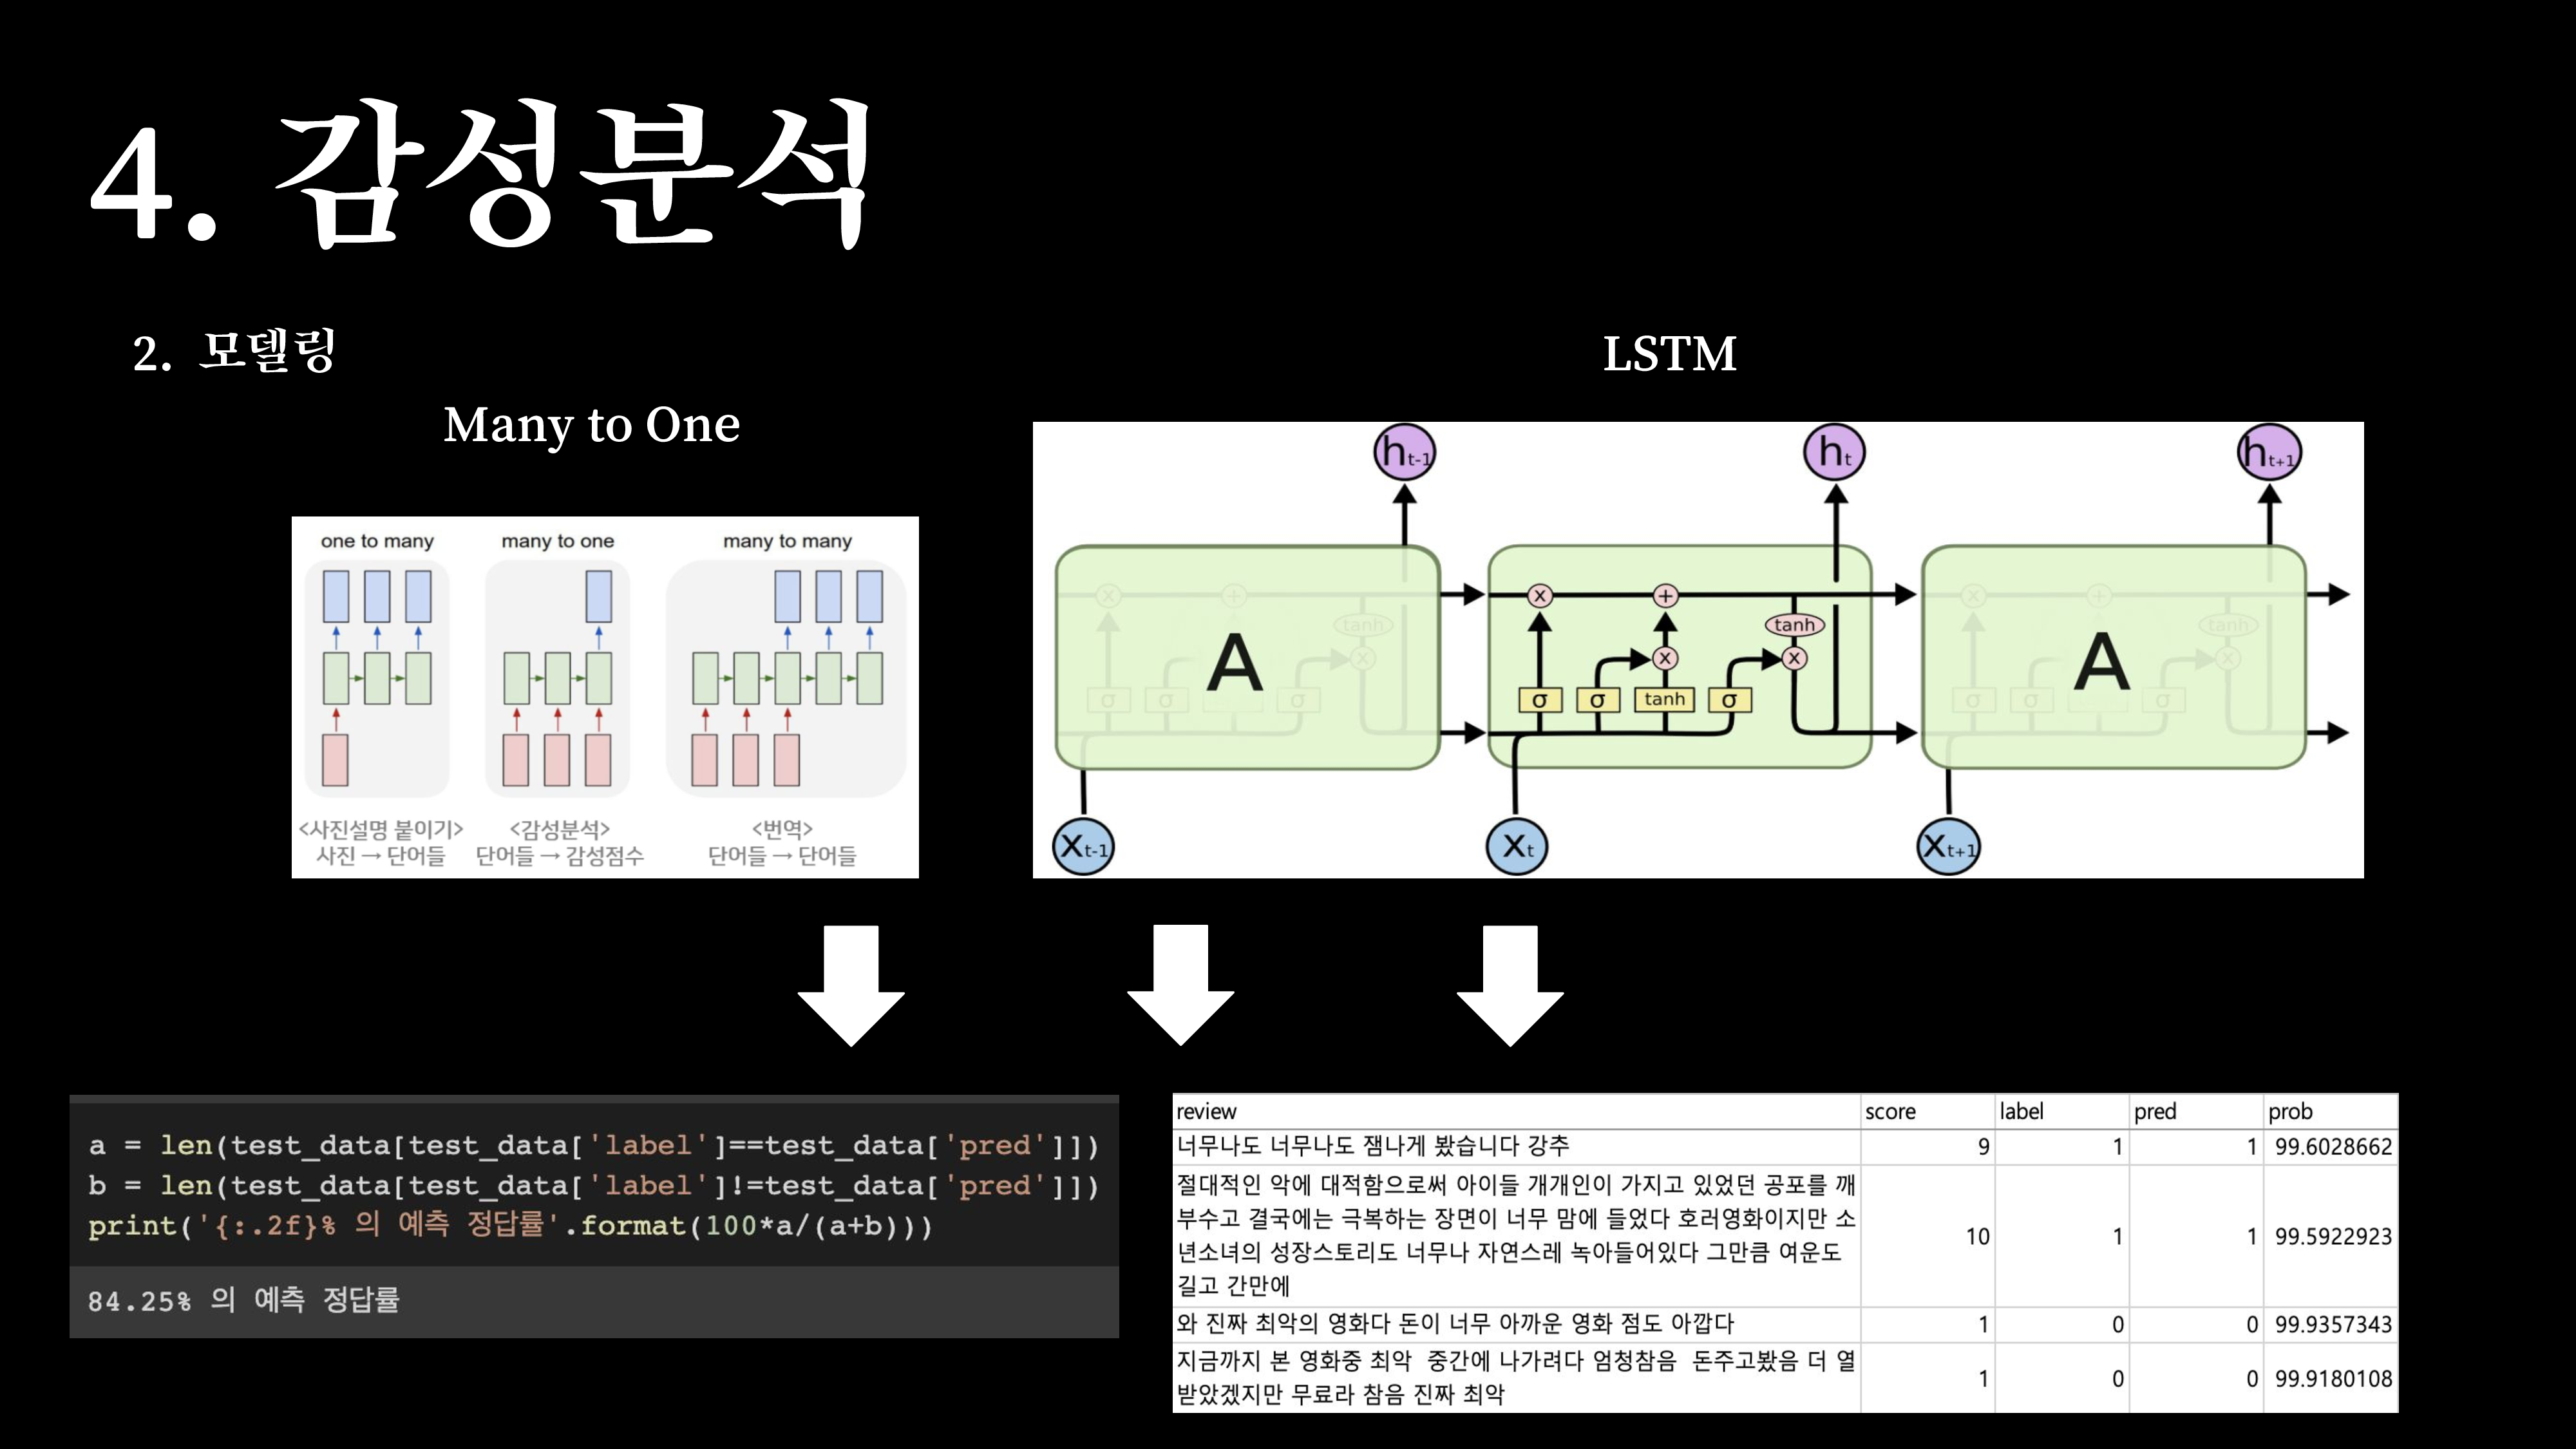 4. 감성분석
2. 모델링
Many to One
LSTM
one to many
many to one
many to many
<사진설명 붙이기>
사진 → 단어들
<감성분석>
단어들 → 감성점수
<번역>
단어들 → 단어들
h t-1
h t
h t+1
A
x
+
tanh
x
x
σ
σ
tanh
σ
A
X t-1
X t
X t+1
a = len(test_data[test_data['label']==test_data['pred']])
b = len(test_data[test_data['label']!=test_data['pred']])
print('{:.2f}% 의 예측 정답률'.format(100*a/(a+b)))
84.25% 의 예측 정답률
review score label pred prob
너무나도 너무나도 잼나게 봤습니다 강추 9 1 1 99.6028662
절대적인 악에 대적함으로써 아이들 개개인이 가지고 있었던 공포를 깨
부수고 결국에는 극복하는 장면이 너무 맘에 들었다 호러영화이지만 소
년소녀의 성장스토리도 너무나 자연스레 녹아들어있다 그만큼 여운도
길고 간만에
10 1 1 99.5922923
와 진짜 최악의 영화다 돈이 너무 아까운 영화 점도 아깝다 1 0 0 99.9357343
지금까지 본 영화중 최악 중간에 나가려다 엄청참음 돈주고봤음 더 열
받았겠지만 무료라 참음 진짜 최악
1 0 0 99.9180108